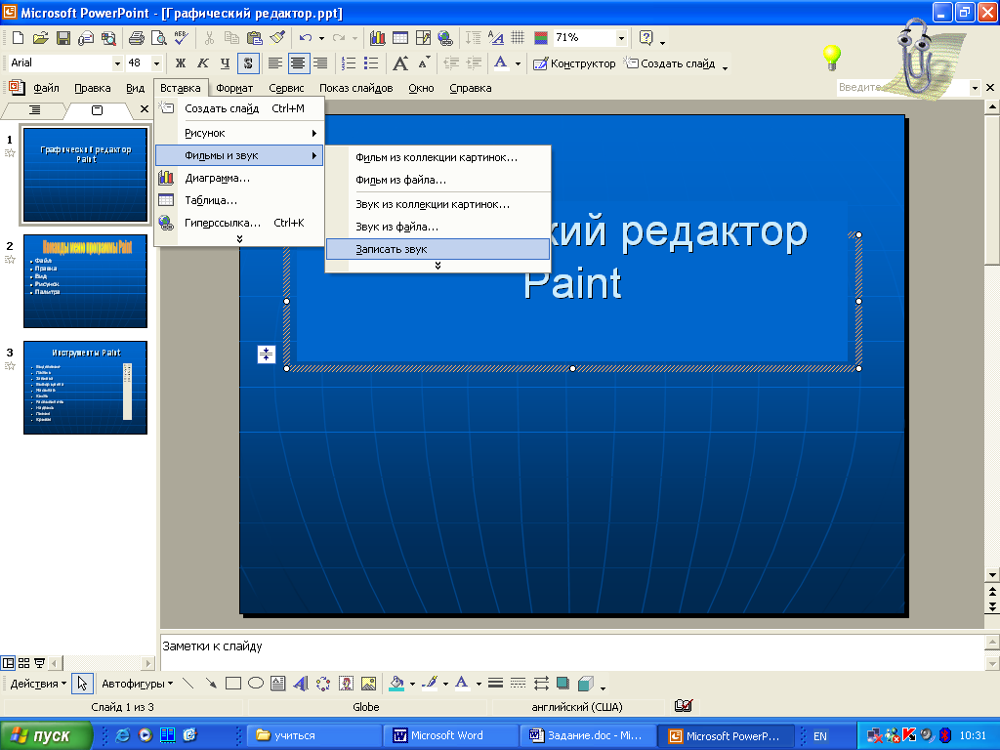 Microsoft PowerPoint - [Графический редактор.ppt]
71%
Arial
48
Ж К Ч S
Конструктор
Создать слайд
Файл Правка Вид Вставка Формат Сервис Показ слайдов Окно Справка
Введите
Создать слайд Ctrl+M
Рисунок
Фильмы и звук
Диаграмма...
Таблица...
Гиперссылка... Ctrl+K
Фильм из коллекции картинок...
Фильм из файла...
Звук из коллекции картинок...
Звук из файла...
Записать звук
1
Графический редактор
Paint
2
Команды меню программы Paint
Файл
Правка
Вид
Рисунок
Палитра
3
Инструменты Paint
кий редактор
Paint
Заметки к слайду
Действия
Автофигуры
Слайд 1 из 3
Globe
английский (США)
пуск
учиться
Microsoft Word
Задание.doc - Mi...
Microsoft PowerP...
EN
10:31